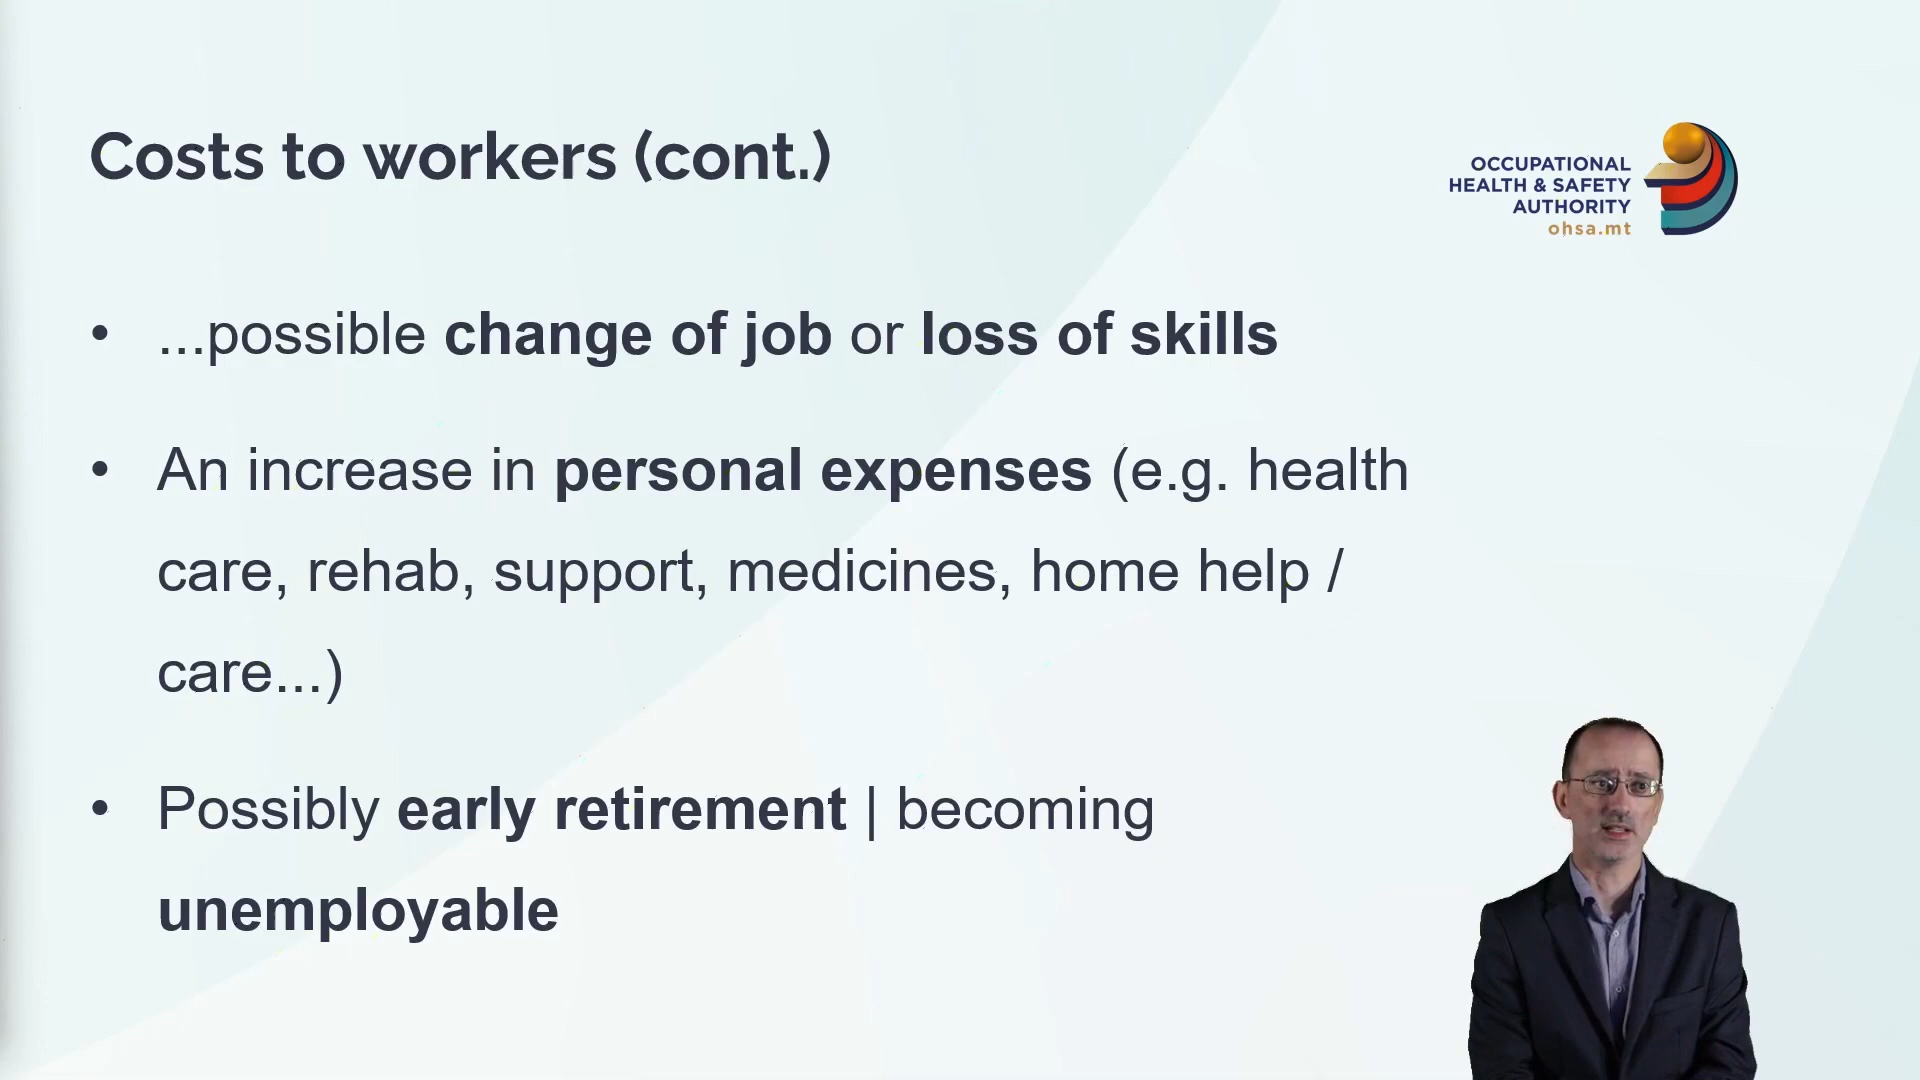 Costs to workers (cont.)
OCCUPATIONAL
HEALTH & SAFETY
AUTHORITY
ohsa.mt
• ...possible change of job or loss of skills
• An increase in personal expenses (e.g. health
care, rehab, support, medicines, home help /
care...)
• Possibly early retirement | becoming
unemployable